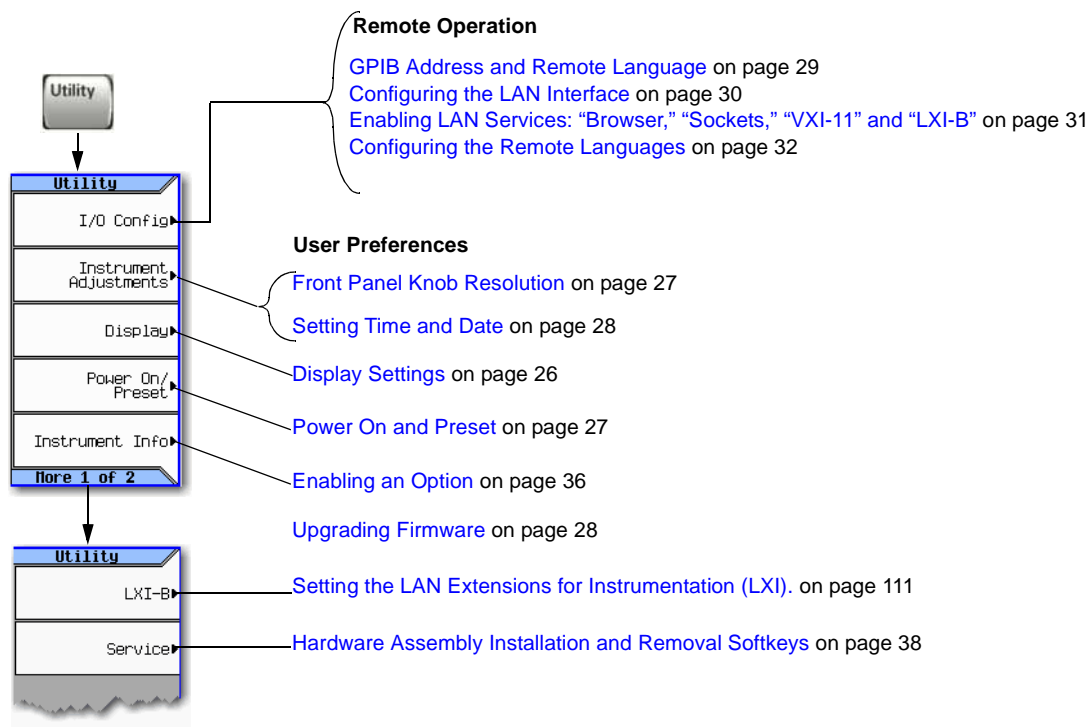 Remote Operation
GPIB Address and Remote Language on page 29
Configuring the LAN Interface on page 30
Enabling LAN Services: “Browser,” “Sockets,” “VXI-11” and “LXI-B” on page 31
Configuring the Remote Languages on page 32
Utility
Utility
I/O Config
Instrument
Adjustments
Display
Power On/
Preset
Instrument Info
More 1 of 2
User Preferences
Front Panel Knob Resolution on page 27
Setting Time and Date on page 28
Display Settings on page 26
Power On and Preset on page 27
Enabling an Option on page 36
Upgrading Firmware on page 28
Utility
LXI-B
Service
Setting the LAN Extensions for Instrumentation (LXI). on page 111
Hardware Assembly Installation and Removal Softkeys on page 38